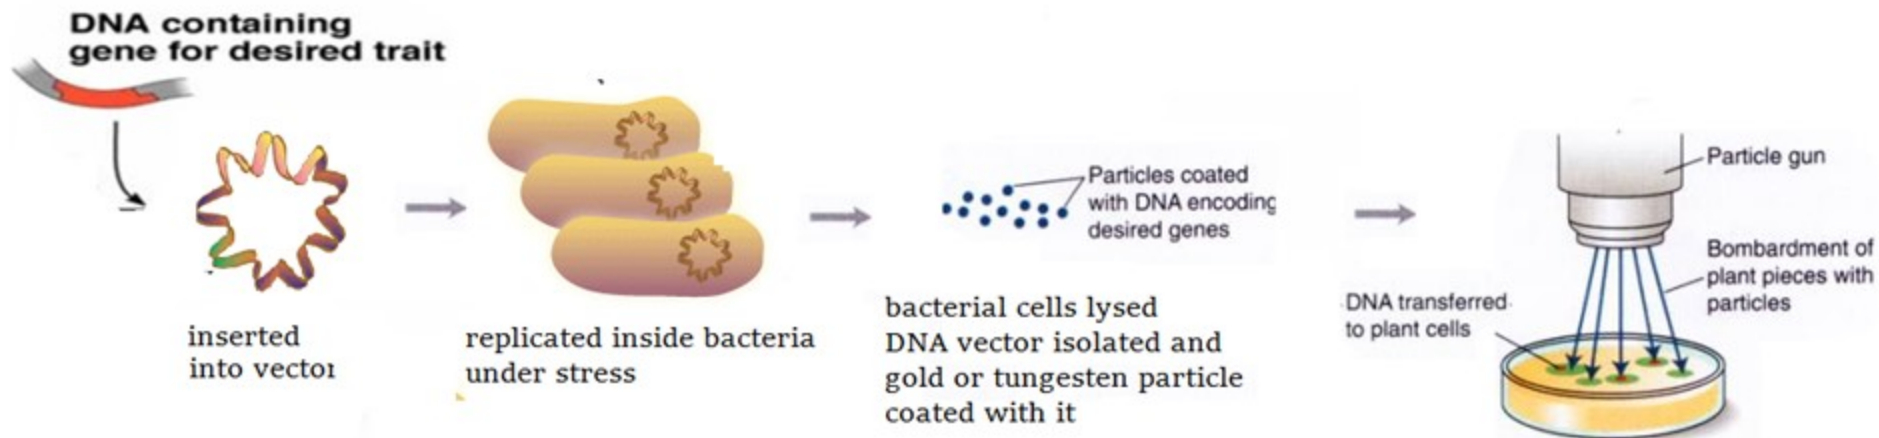 DNA containing
gene for desired trait
inserted
into vector
replicated inside bacteria
under stress
Particles coated
with DNA encoding
desired genes
bacterial cells lysed
DNA vector isolated and
gold or tungesten particle
coated with it
Particle gun
Bombardment of
plant pieces with
particles
DNA transferred
to plant cells